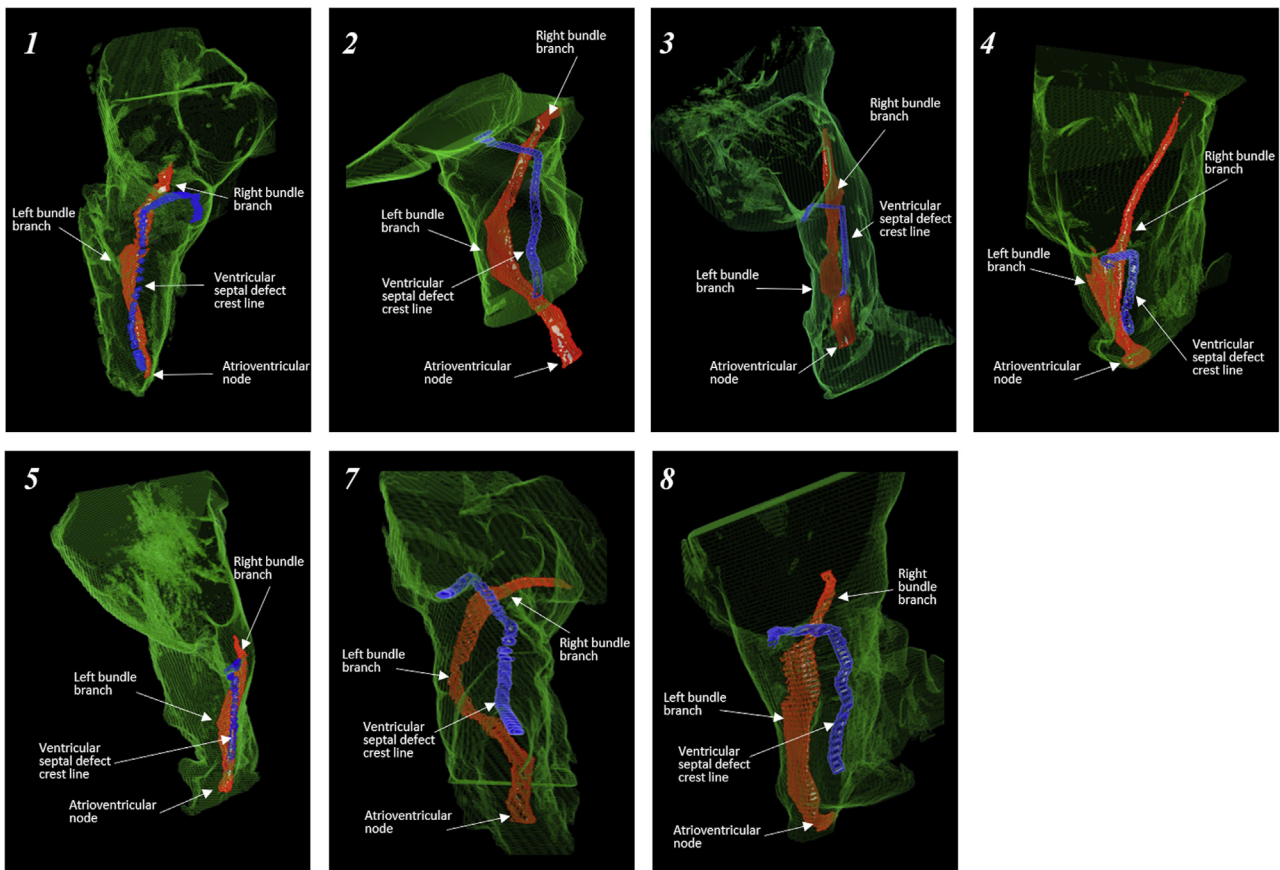 1
Right bundle
branch
Left bundle
branch
Ventricular
septal defect
crest line
Atrioventricular
node
2
Right bundle
branch
Left bundle
branch
Ventricular
septal defect
crest line
Atrioventricular
node
3
Right bundle
branch
Ventricular
septal defect
crest line
Left bundle
branch
Atrioventricular
node
4
Right bundle
branch
Left bundle
branch
Ventricular
septal defect
crest line
Atrioventricular
node
5
Right bundle
branch
Left bundle
branch
Ventricular
septal defect
crest line
Atrioventricular
node
7
Right bundle
branch
Left bundle
branch
Ventricular
septal defect
crest line
Atrioventricular
node
8
Right
bundle
branch
Left bundle
branch
Ventricular
septal defect
crest line
Atrioventricular
node